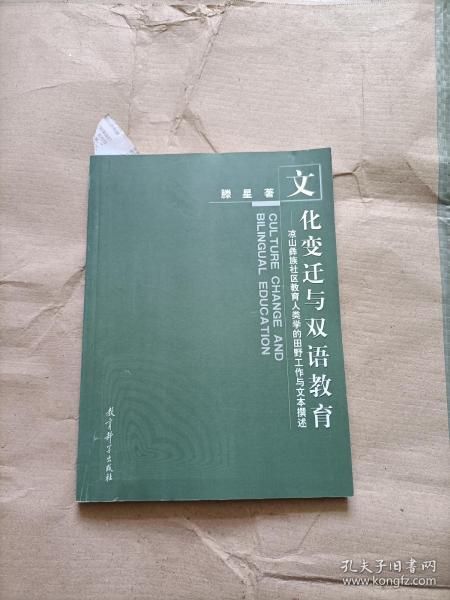 滕星 著
文化变迁与双语教育
——凉山彝族社区教育人类学的田野工作与文本撰述
CULTURE CHANGE AND
BILINGUAL EDUCATION
教育科学出版社
孔夫子旧书网
www.kongfz.com